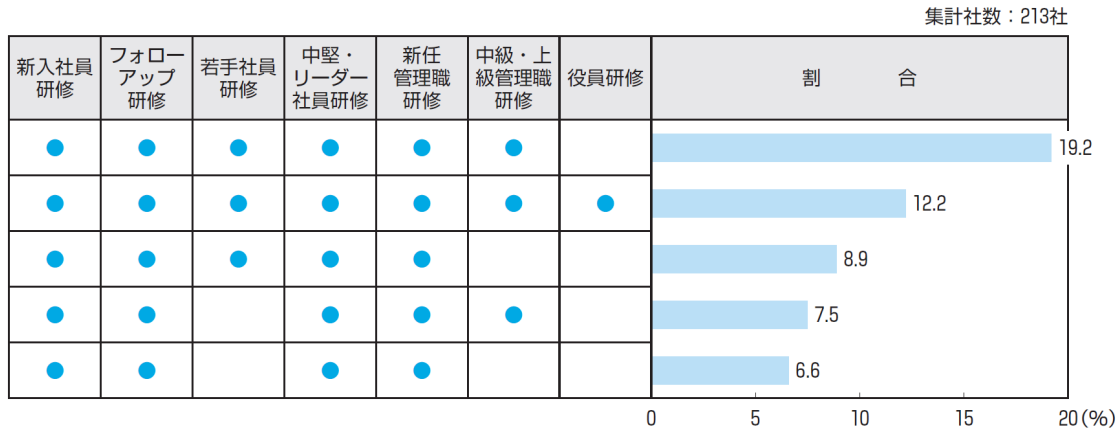 集計社数：213社
新入社員
研修
フォロー
アップ
研修
若手社員
研修
中堅・
リーダー
社員研修
新任
管理職
研修
中級・上
級管理職
研修
役員研修
割　合
● ● ● ● ● ● 19.2
● ● ● ● ● ● ● 12.2
● ● ● ● ● 8.9
● ● ● ● ● 7.5
● ● ● ● 6.6
0 5 10 15 20(%)